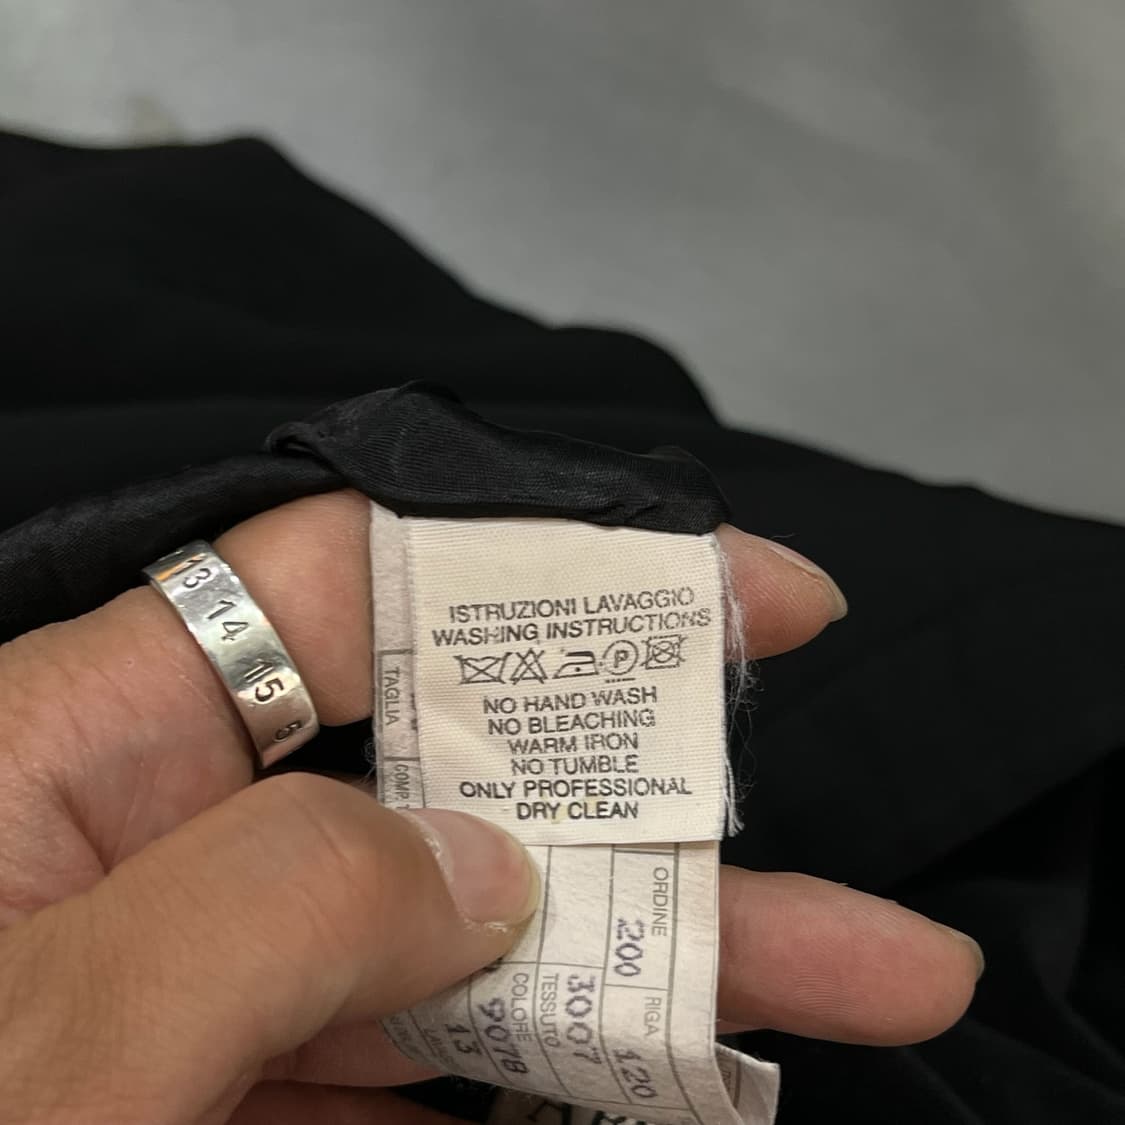 ISTRUZIONI LAVAGGIO
WASHING INSTRUCTIONS
P
NO HAND WASH
NO BLEACHING
WARM IRON
NO TUMBLE
ONLY PROFESSIONAL
DRY CLEAN
TAGLIA
COMP.
ORDINE
200
RIGA
120
TESSUTO
3007
COLORE
9078
13
13 14 15